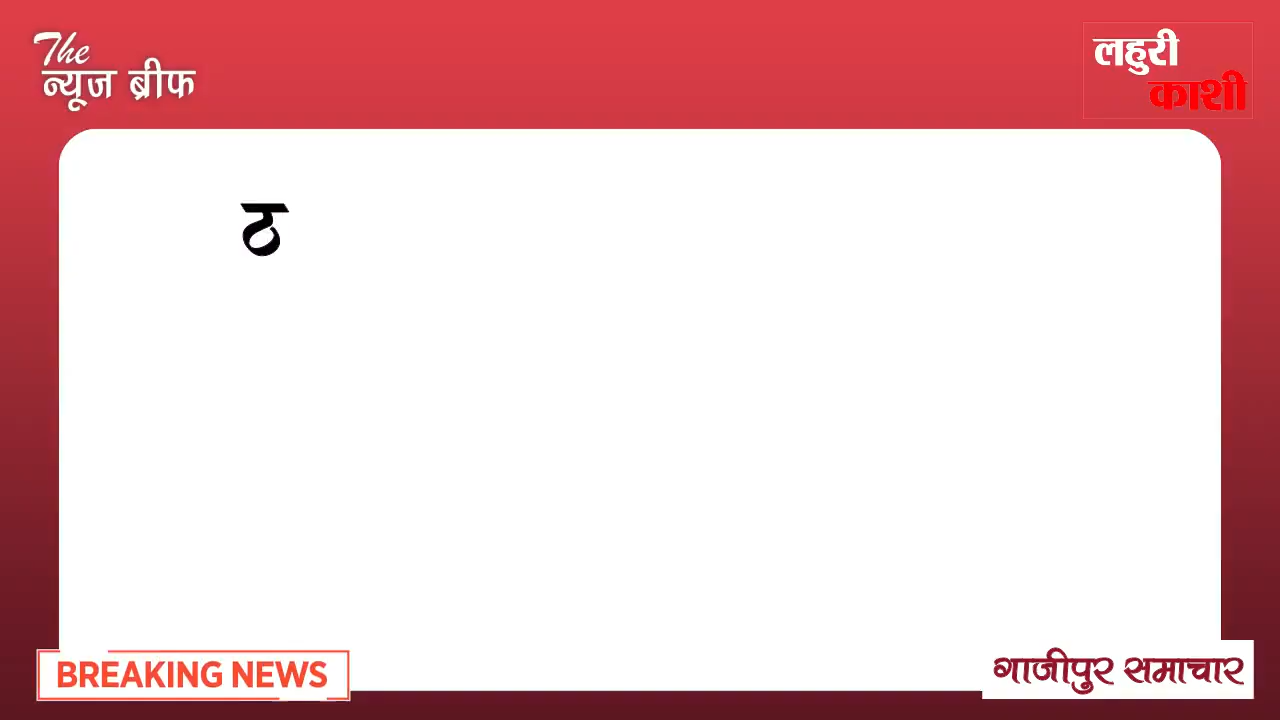 The
न्यूज ब्रीफ
लहुरी
काशी
ठ
BREAKING NEWS
गाजीपुर समाचार